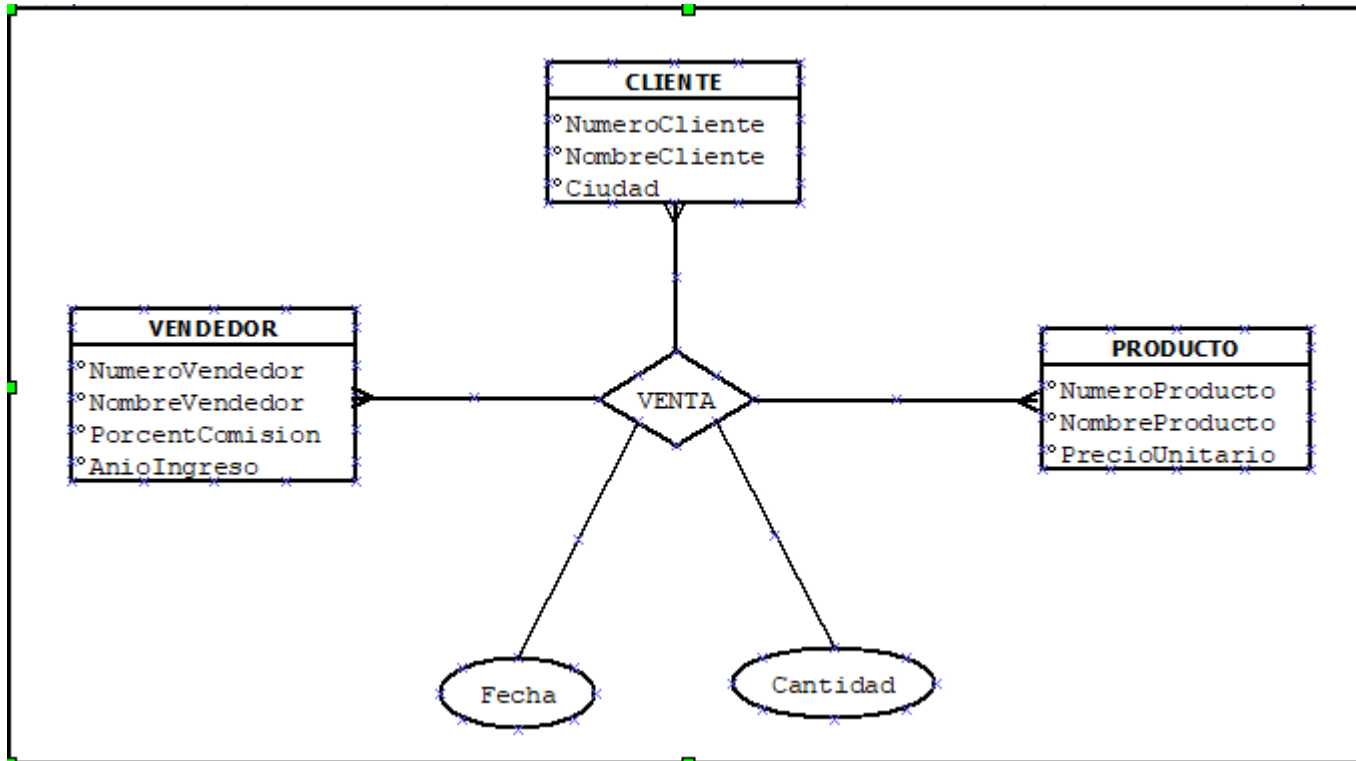 CLIENTE
°NumeroCliente
°NombreCliente
°Ciudad
VENDEDOR
°NumeroVendedor
°NombreVendedor
°PorcentComision
°AnioIngreso
VENTA
PRODUCTO
°NumeroProducto
°NombreProducto
°PrecioUnitario
Fecha
Cantidad